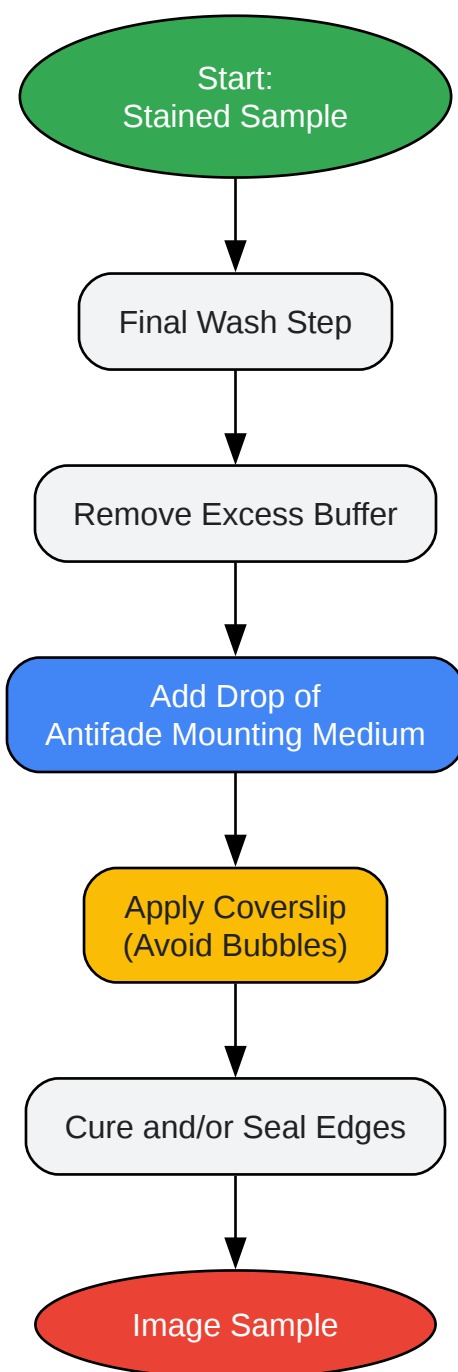 Start:
Stained Sample
Final Wash Step
Remove Excess Buffer
Add Drop of
Antifade Mounting Medium
Apply Coverslip
(Avoid Bubbles)
Cure and/or Seal Edges
Image Sample